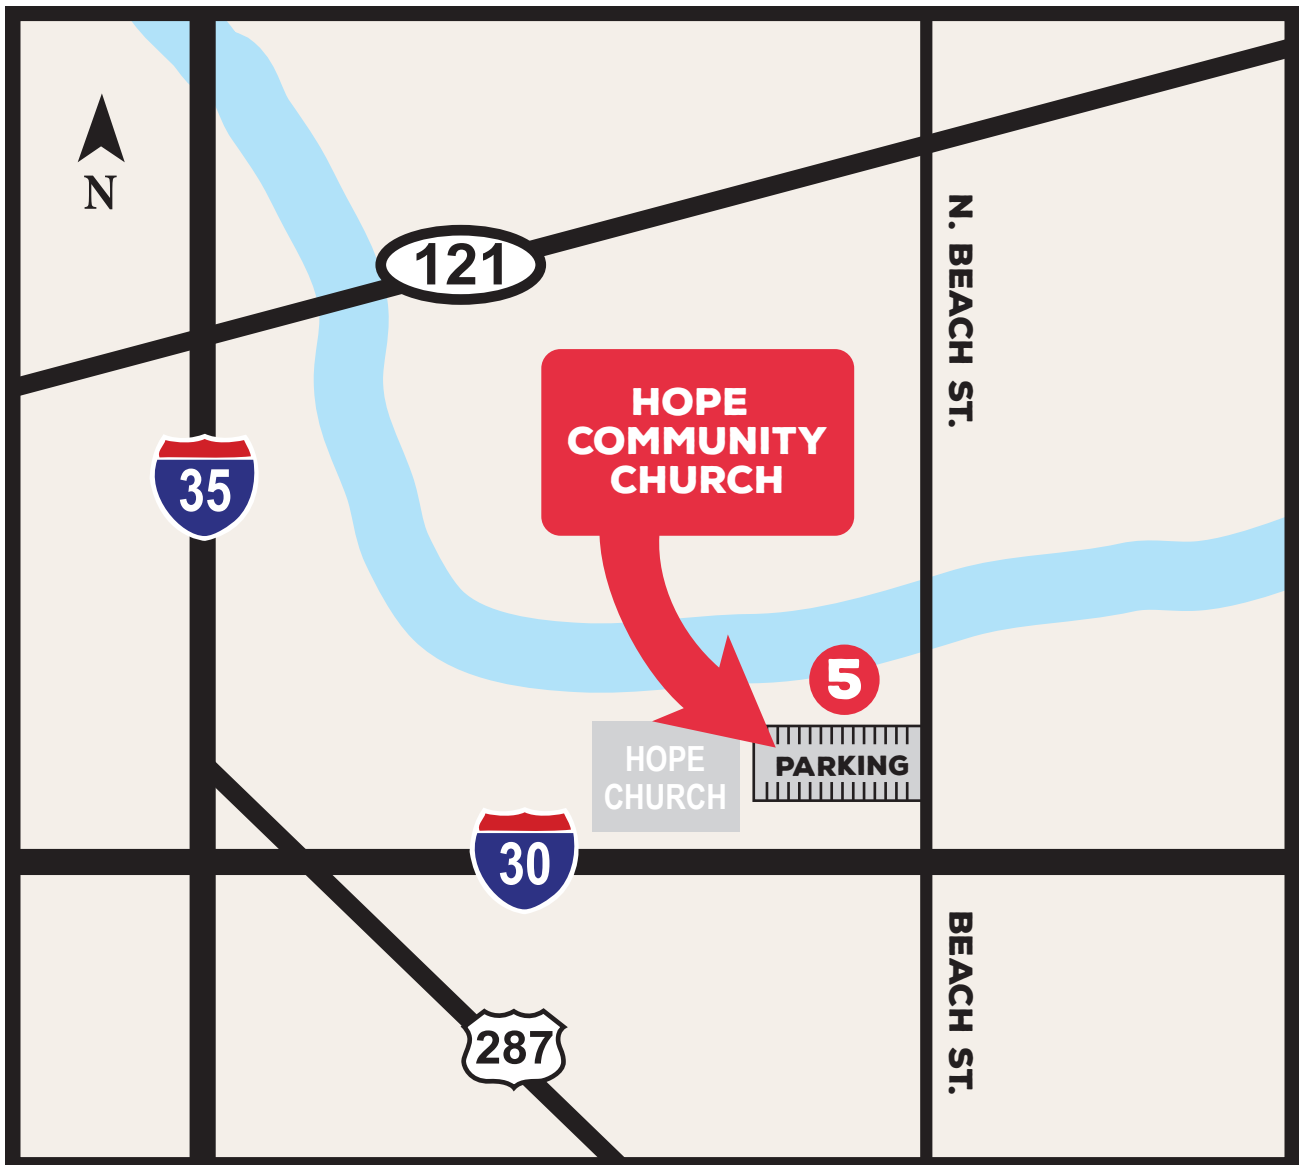 N
121
N. BEACH ST.
HOPE
COMMUNITY
CHURCH
35
5
HOPE
CHURCH
PARKING
30
BEACH ST.
287